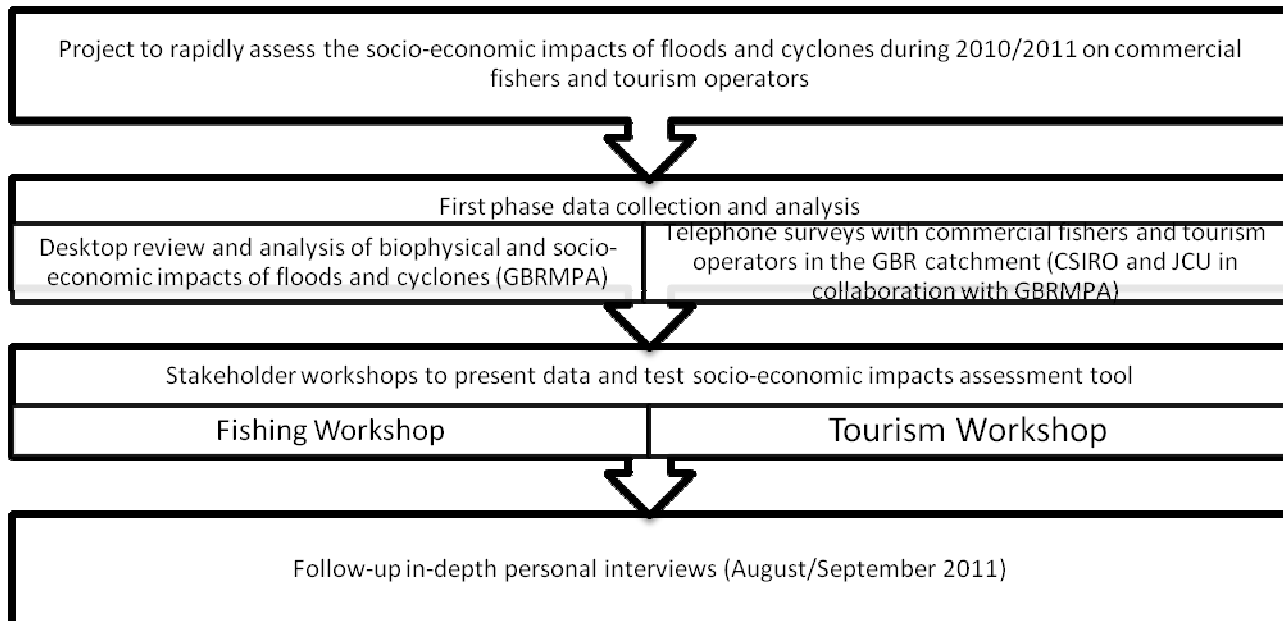 Project to rapidly assess the socio-economic impacts of floods and cyclones during 2010/2011 on commercial
fishers and tourism operators
First phase data collection and analysis
Desktop review and analysis of biophysical and socio-
economic impacts of floods and cyclones (GBRMPA)
Telephone surveys with commercial fishers and tourism
operators in the GBR catchment (CSIRO and JCU in
collaboration with GBRMPA)
Stakeholder workshops to present data and test socio-economic impacts assessment tool
Fishing Workshop
Tourism Workshop
Follow-up in-depth personal interviews (August/September 2011)